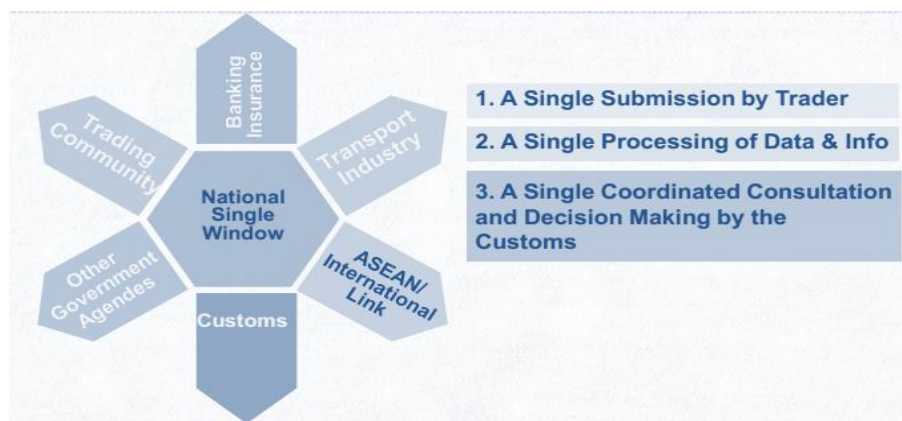 Banking
Insurance
Trading
Community
Transport
Industry
National
Single
Window
Other
Government
Agendes
ASEAN/
International
Link
Customs
1. A Single Submission by Trader
2. A Single Processing of Data & Info
3. A Single Coordinated Consultation
and Decision Making by the
Customs